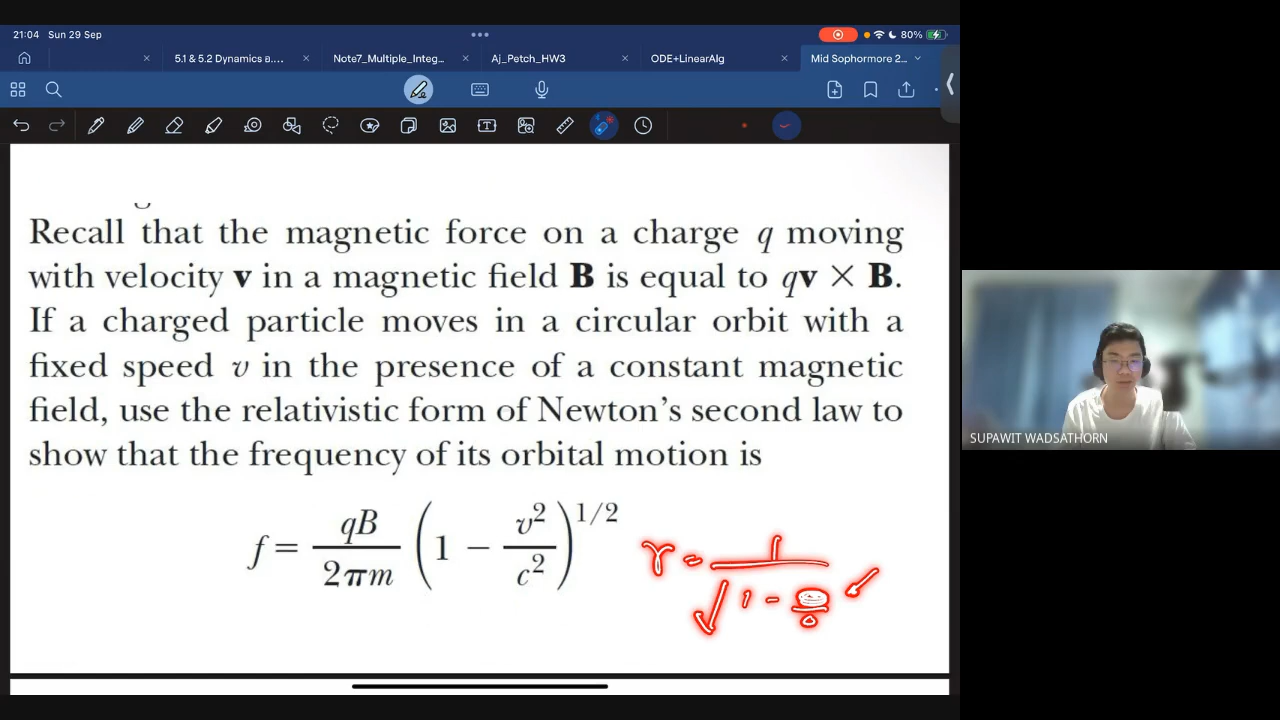 21:04 Sun 29 Sep
80%
5.1 & 5.2 Dynamics a....
Note7_Multiple_Integ...
Aj_Petch_HW3
ODE+LinearAlg
Mid Sophormore 2...
Recall that the magnetic force on a charge q moving
with velocity v in a magnetic field B is equal to qv × B.
If a charged particle moves in a circular orbit with a
fixed speed v in the presence of a constant magnetic
field, use the relativistic form of Newton's second law to
show that the frequency of its orbital motion is
f = qB/2πm (1 − v²/c²)^1/2
γ = 1/√1 -
SUPAWIT WADSATHORN